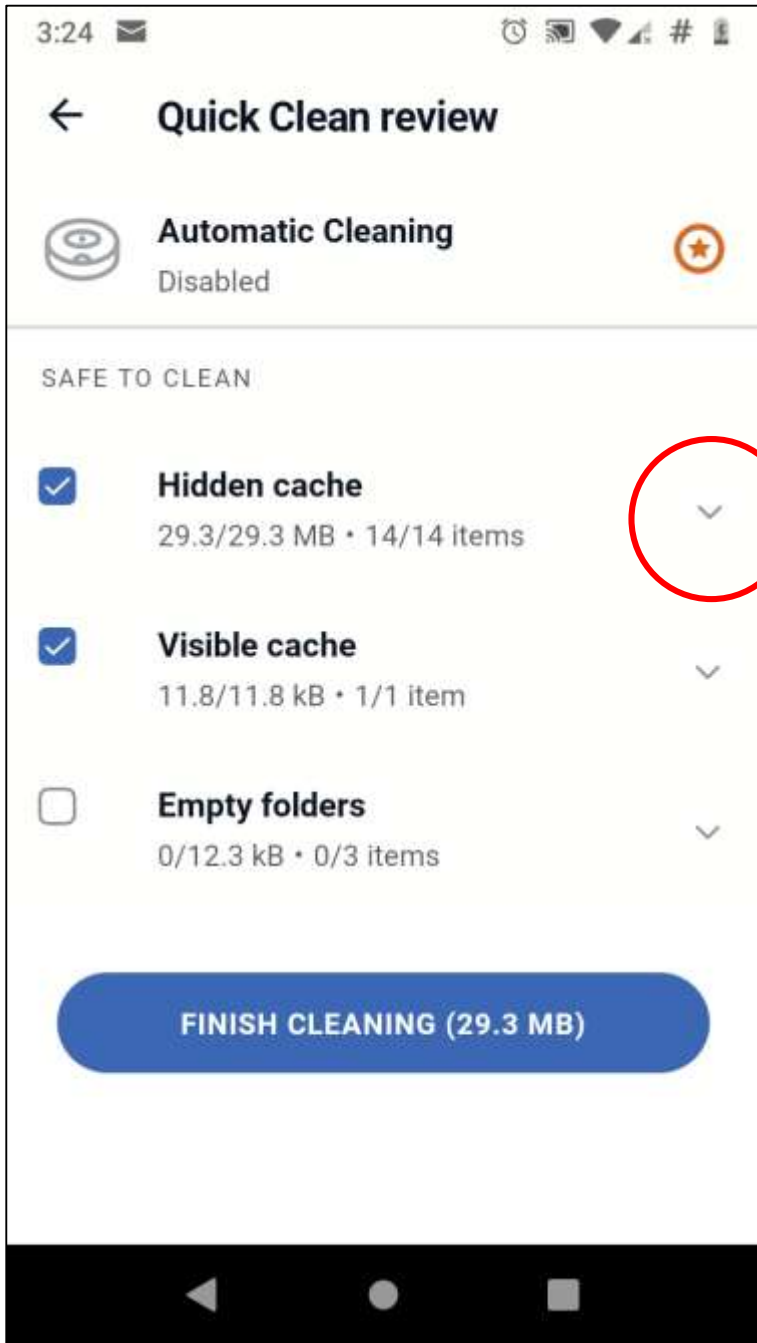 3:24 #
Quick Clean review
Automatic Cleaning
Disabled
SAFE TO CLEAN
Hidden cache
29.3/29.3 MB • 14/14 items
Visible cache
11.8/11.8 kB • 1/1 item
Empty folders
0/12.3 kB • 0/3 items
FINISH CLEANING (29.3 MB)